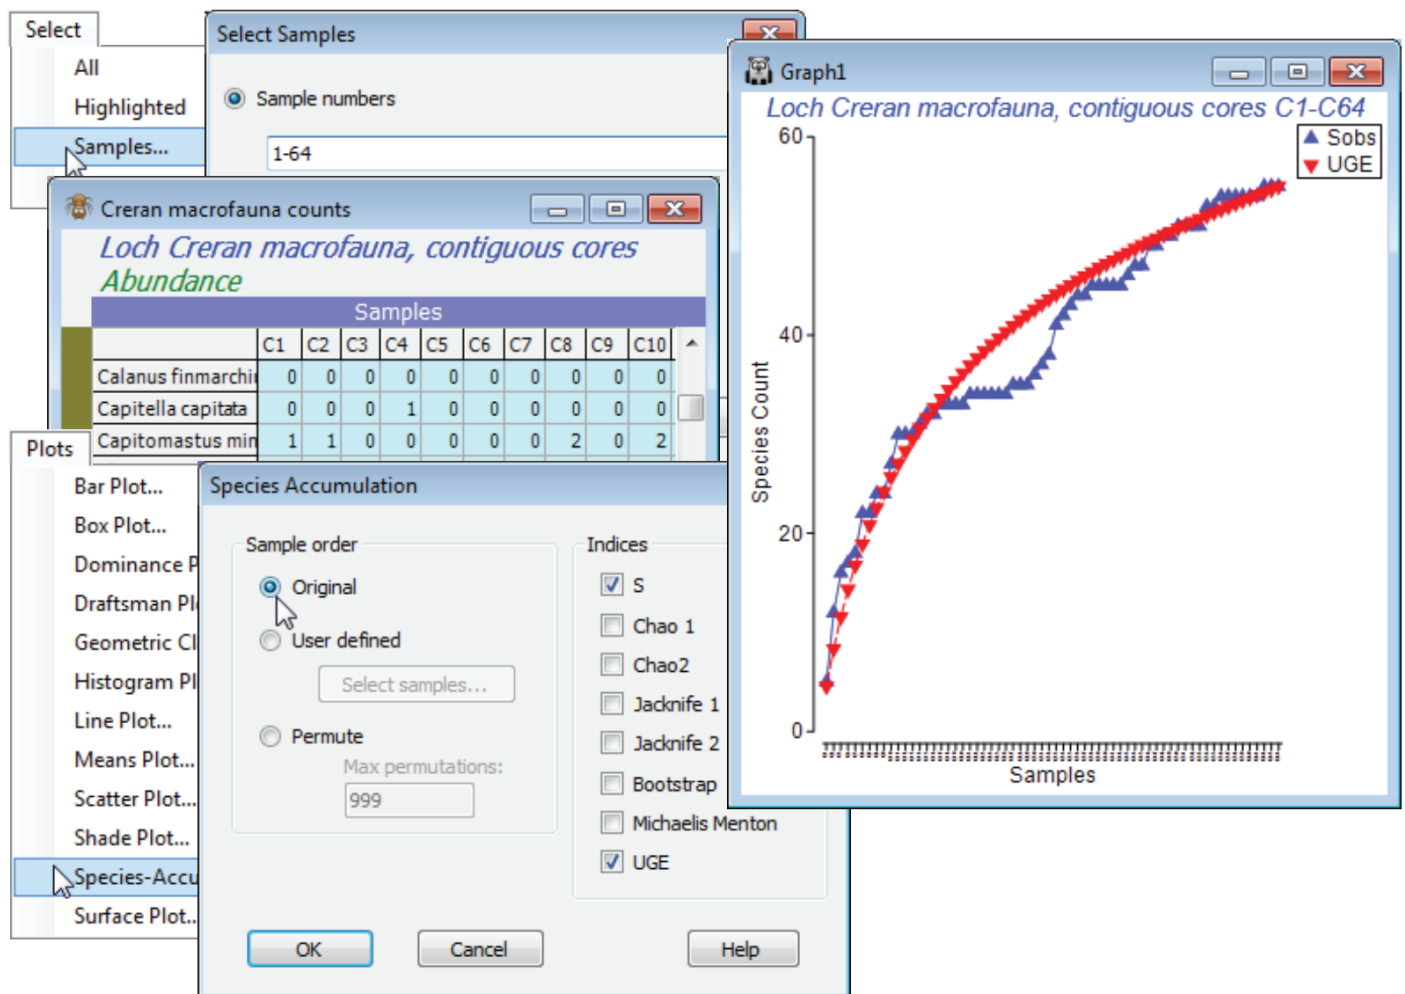 Select
All
Highlighted
Samples...
Select Samples
Sample numbers
1-64
Creran macrofauna counts
Loch Creran macrofauna, contiguous cores
Abundance
Samples
C1 C2 C3 C4 C5 C6 C7 C8 C9 C10
Calanus finmarchi 0 0 0 0 0 0 0 0 0 0
Capitella capitata 0 0 0 1 0 0 0 0 0 0
Capitomastus min 1 1 0 0 0 0 0 2 0 2
Plots
Bar Plot...
Box Plot...
Dominance P
Draftsman Pl
Geometric Cl
Histogram Pl
Line Plot...
Means Plot...
Scatter Plot...
Shade Plot...
Species-Accu
Surface Plot..
Species Accumulation
Sample order
Original
User defined
Select samples...
Permute
Max permutations:
999
Indices
S
Chao 1
Chao2
Jacknife 1
Jacknife 2
Bootstrap
Michaelis Menton
UGE
OK Cancel Help
Graph1
Loch Creran macrofauna, contiguous cores C1-C64
Sobs
UGE
60
40
20
0
Species Count
Samples